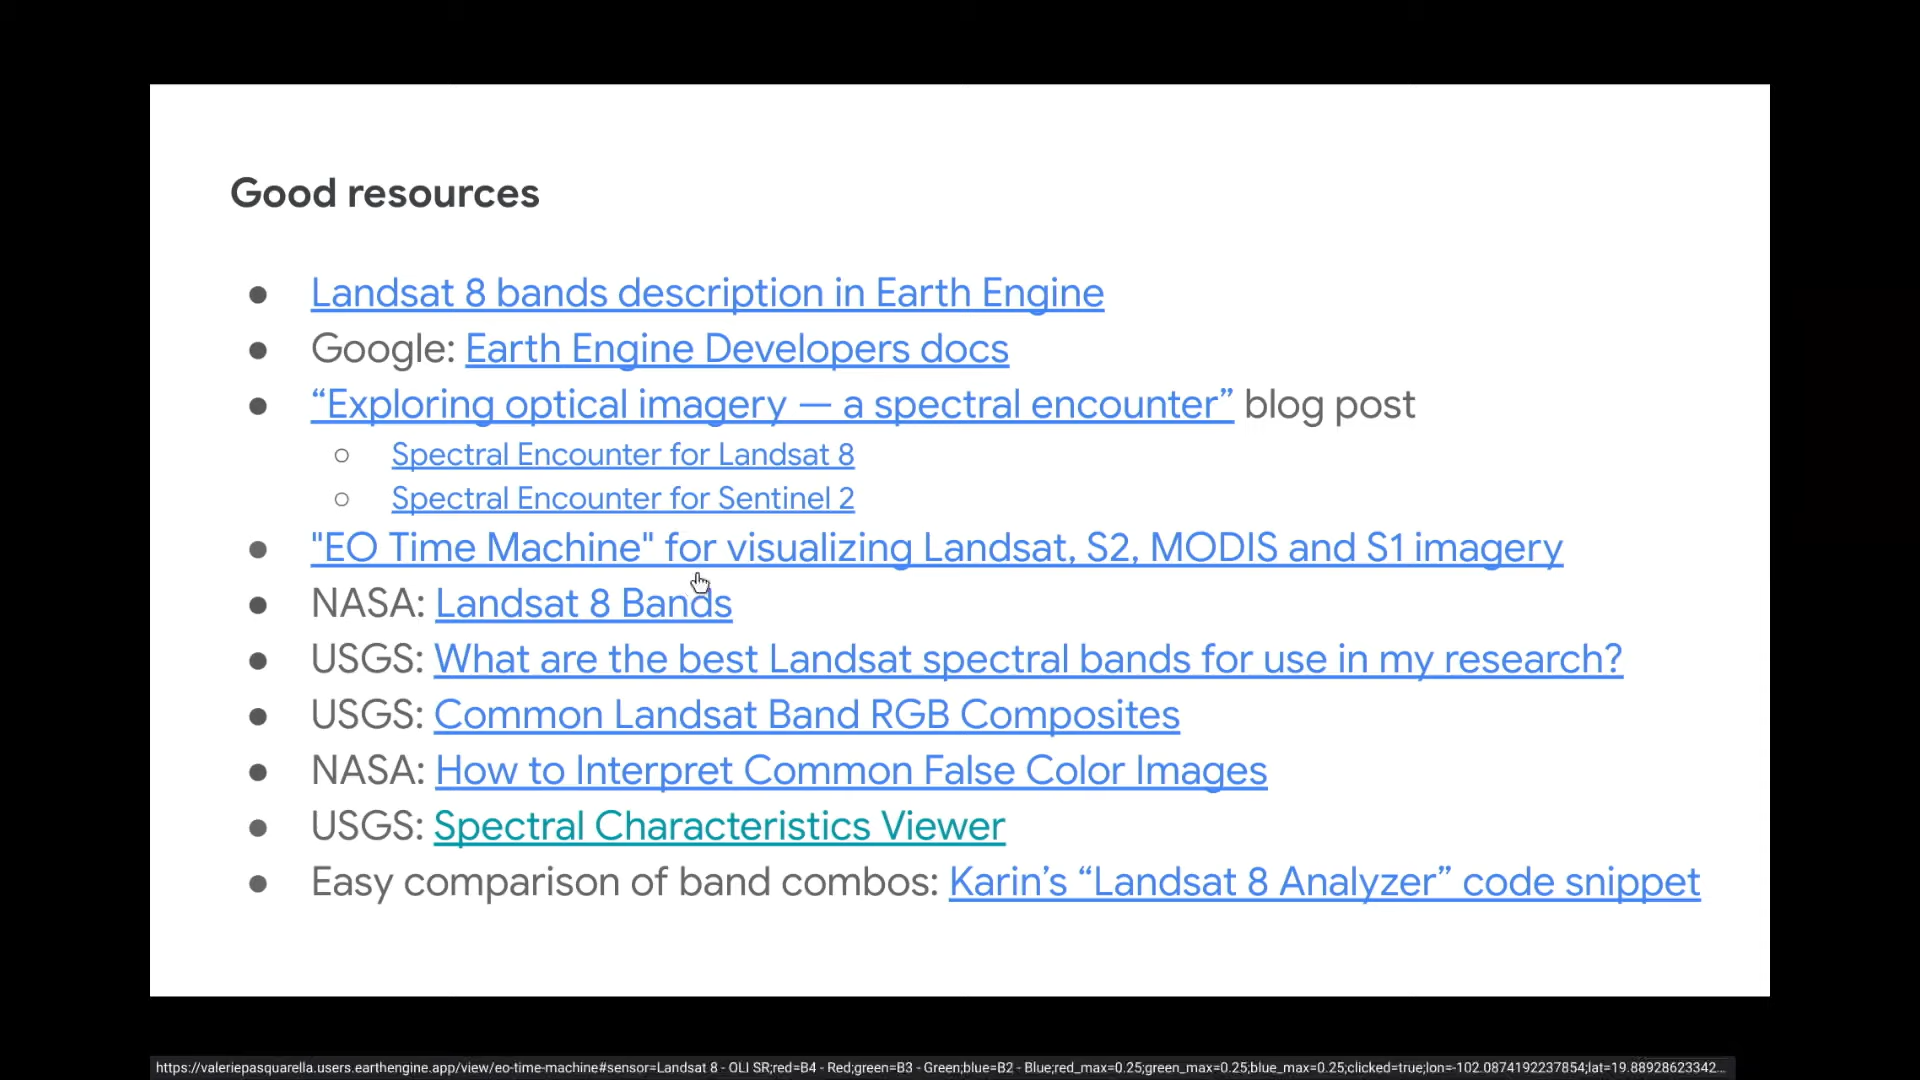 Good resources
● Landsat 8 bands description in Earth Engine
● Google: Earth Engine Developers docs
● “Exploring optical imagery — a spectral encounter” blog post
○ Spectral Encounter for Landsat 8
○ Spectral Encounter for Sentinel 2
● "EO Time Machine" for visualizing Landsat, S2, MODIS and S1 imagery
● NASA: Landsat 8 Bands
● USGS: What are the best Landsat spectral bands for use in my research?
● USGS: Common Landsat Band RGB Composites
● NASA: How to Interpret Common False Color Images
● USGS: Spectral Characteristics Viewer
● Easy comparison of band combos: Karin’s “Landsat 8 Analyzer” code snippet
https://valeriepasquarella.users.earthengine.app/view/eo-time-machine#sensor=Landsat 8 - OLI SR;red=B4 - Red;green=B3 - Green;blue=B2 - Blue;red_max=0.25;green_max=0.25;blue_max=0.25;clicked=true;lon=-102.0874192237854;lat=19.88928623342...